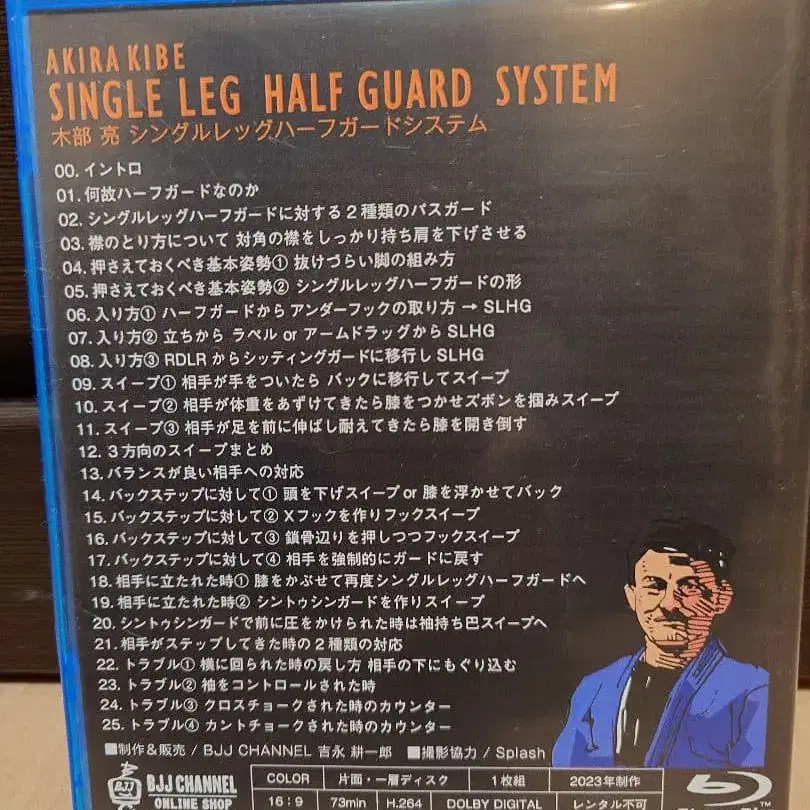 AKIRA KIBE
SINGLE LEG HALF GUARD SYSTEM
木部 亮 シングルレッグハーフガードシステム
00. イントロ
01. 何故ハーフガードなのか
02. シングルレッグハーフガードに対する2種類のパスガード
03. 襟のとり方について 対角の襟をしっかり持ち肩を下げさせる
04. 押さえておくべき基本姿勢① 抜けづらい脚の組み方
05. 押さえておくべき基本姿勢② シングルレッグハーフガードの形
06. 入り方① ハーフガードから アンダーフックの取り方 → SLHG
07. 入り方② 立ちから ラペル or アームドラッグから SLHG
08. 入り方③ RDLR からシッティングガードに移行し SLHG
09. スイープ① 相手が手をついたら バックに移行してスイープ
10. スイープ② 相手が体重をあずけてきたら膝をつかせズボンを掴みスイープ
11. スイープ③ 相手が足を前に伸ばし耐えてきたら膝を開き倒す
12. 3方向のスイープまとめ
13. バランスが良い相手への対応
14. バックステップに対して① 頭を下げスイープ or 膝を浮かせてバック
15. バックステップに対して② Xフックを作りフックスイープ
16. バックステップに対して③ 鎖骨辺りを押しつつフックスイープ
17. バックステップに対して④ 相手を強制的にガードに戻す
18. 相手に立たれた時① 膝をかぶせて再度シングルレッグハーフガードへ
19. 相手に立たれた時② シントゥシンガードを作りスイープ
20. シントゥシンガードで前に圧をかけられた時は袖持ち巴スイープへ
21. 相手がステップしてきた時の2種類の対応
22. トラブル① 横に回られた時の戻し方 相手の下にもぐり込む
23. トラブル② 袖をコントロールされた時
24. トラブル③ クロスチョークされた時のカウンター
25. トラブル④ カントチョークされた時のカウンター
■制作&販売 / BJJ CHANNEL 吉永 耕一郎 ■撮影協力 / Splash
BJJ
BJJ CHANNEL
ONLINE SHOP
COLOR 片面・一層ディスク 1枚組 2023年制作
16:9 73min H.264 DOLBY DIGITAL レンタル不可